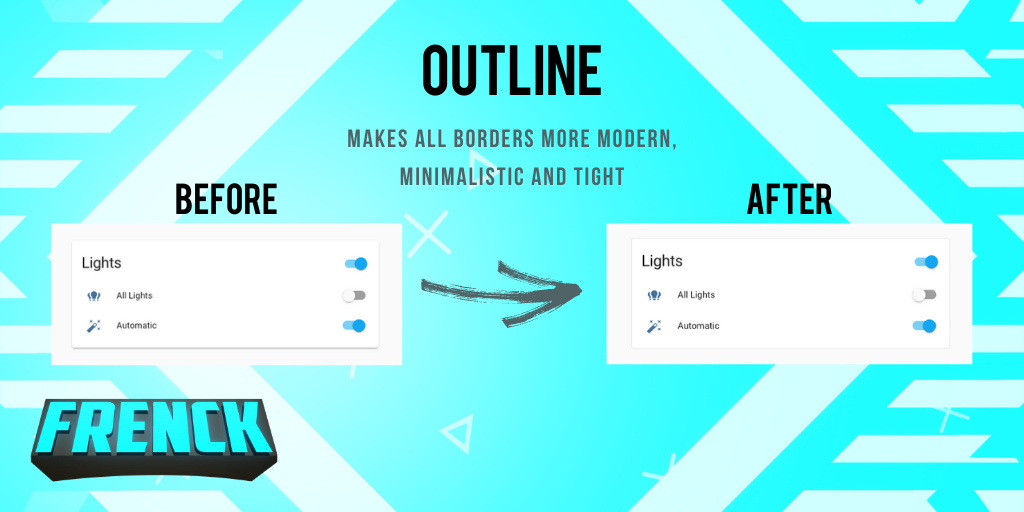 OUTLINE
MAKES ALL BORDERS MORE MODERN,
MINIMALISTIC AND TIGHT
BEFORE
Lights
All Lights
Automatic
AFTER
Lights
All Lights
Automatic
FRENCK